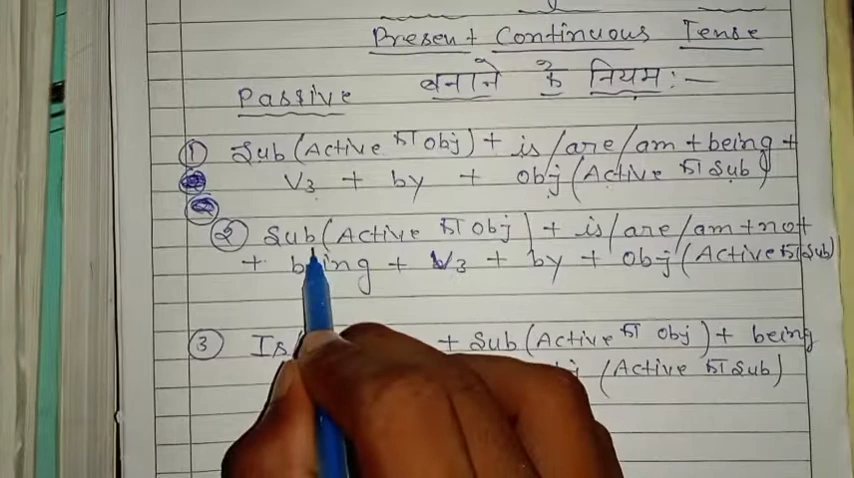 Present Continuous Tense
Passive बनाने के नियम :-
① Sub (Active का Obj) + is/are/am + being +
V3 + by + obj (Active का Sub)
② Sub (Active का Obj) + is/are/am + not
+ being + V3 + by + Obj (Active का Sub)
③ Is/ + Sub (Active का Obj) + being
(Active का Sub)